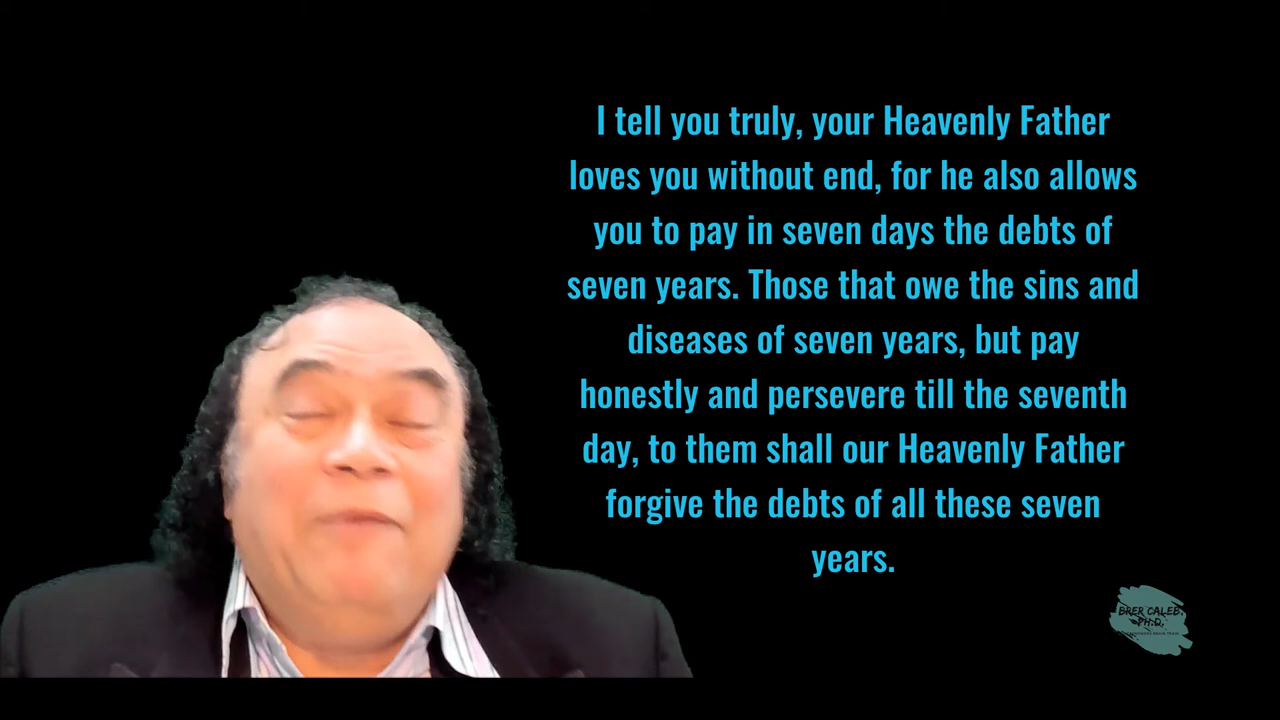 I tell you truly, your Heavenly Father
loves you without end, for he also allows
you to pay in seven days the debts of
seven years. Those that owe the sins and
diseases of seven years, but pay
honestly and persevere till the seventh
day, to them shall our Heavenly Father
forgive the debts of all these seven
years.
BRER CALEB,
PH.D.